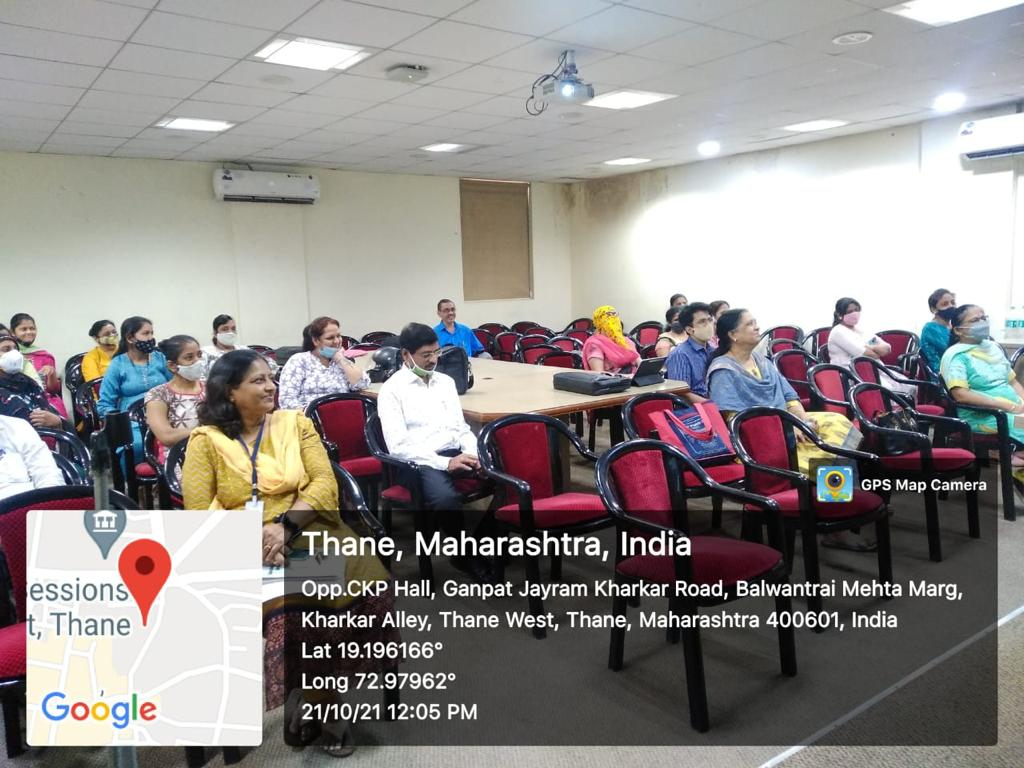 GPS Map Camera
essions
t, Thane
Google
Thane, Maharashtra, India
Opp.CKP Hall, Ganpat Jayram Kharkar Road, Balwantrai Mehta Marg,
Kharkar Alley, Thane West, Thane, Maharashtra 400601, India
Lat 19.196166°
Long 72.97962°
21/10/21 12:05 PM